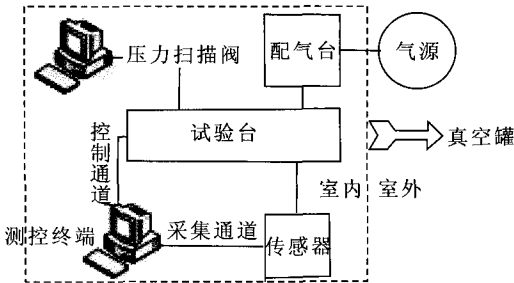 压力扫描阀
配气台
气源
试验台
控制通道
真空罐
室内 室外
测控终端
采集通道
传感器